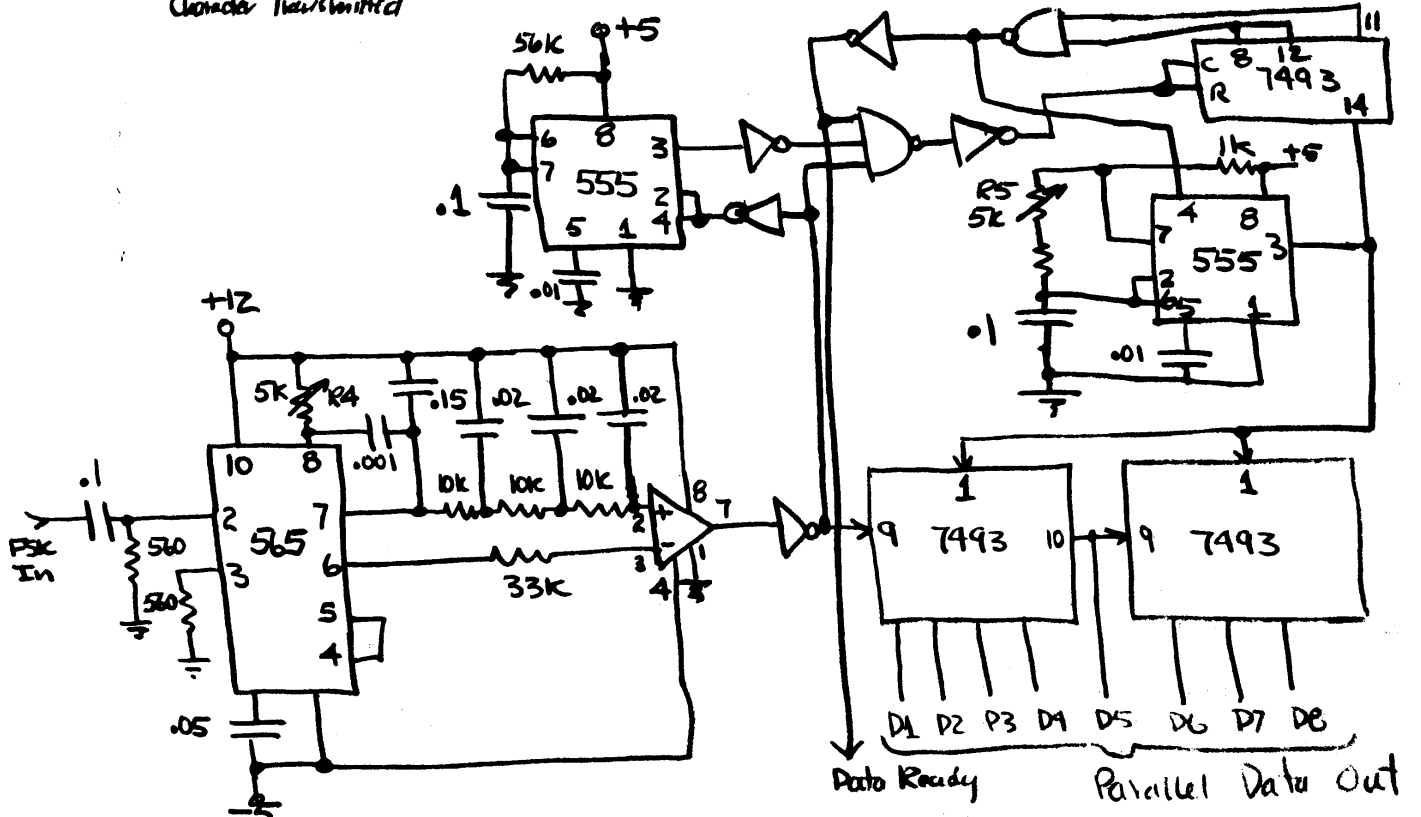 Character Transmitted
+5
56K
8
6
7
3
555
2
4
5
1
.1
.01
11
8
12
C
7493
R
14
1K
+5
R5
5K
4
8
7
3
555
2
6
5
1
.1
.01
+12
5K
R4
.15
.02
.02
.02
.001
10
8
10K
10K
10K
.1
2
7
565
FSK
In
560
3
6
560
5
4
33K
2
+
8
7
-
3
1
4
.05
-5
1
9
7493
10
1
9
7493
D1
D2
D3
D4
D5
D6
D7
D8
Data Ready
Parallel Data Out